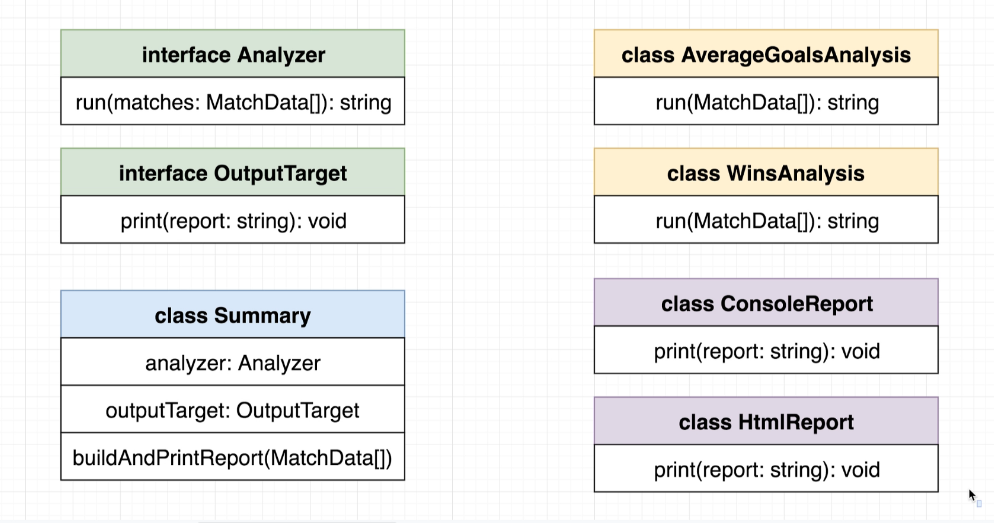 interface Analyzer
run(matches: MatchData[]): string
interface OutputTarget
print(report: string): void
class Summary
analyzer: Analyzer
outputTarget: OutputTarget
buildAndPrintReport(MatchData[])
class AverageGoalsAnalysis
run(MatchData[]): string
class WinsAnalysis
run(MatchData[]): string
class ConsoleReport
print(report: string): void
class HtmlReport
print(report: string): void